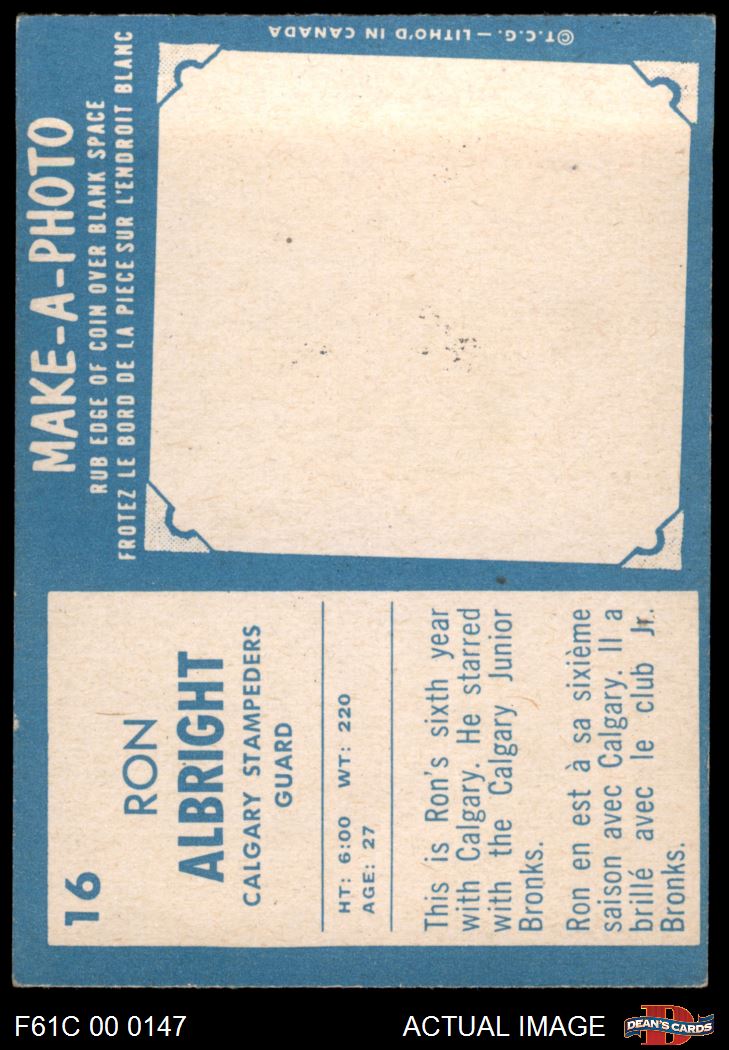 MAKE-A-PHOTO
RUB EDGE OF COIN OVER BLANK SPACE
FROTEZ LE BORD DE LA PIECE SUR L'ENDROIT BLANC
©T.C.G. — LITHO'D IN CANADA
16
RON
ALBRIGHT
CALGARY STAMPEDERS
GUARD
HT: 6:00 WT: 220
AGE: 27
This is Ron's sixth year
with Calgary. He starred
with the Calgary Junior
Bronks.
Ron en est à sa sixième
saison avec Calgary. Il a
brillé avec le club Jr.
Bronks.
F61C 00 0147
ACTUAL IMAGE
D
DEAN'S CARDS